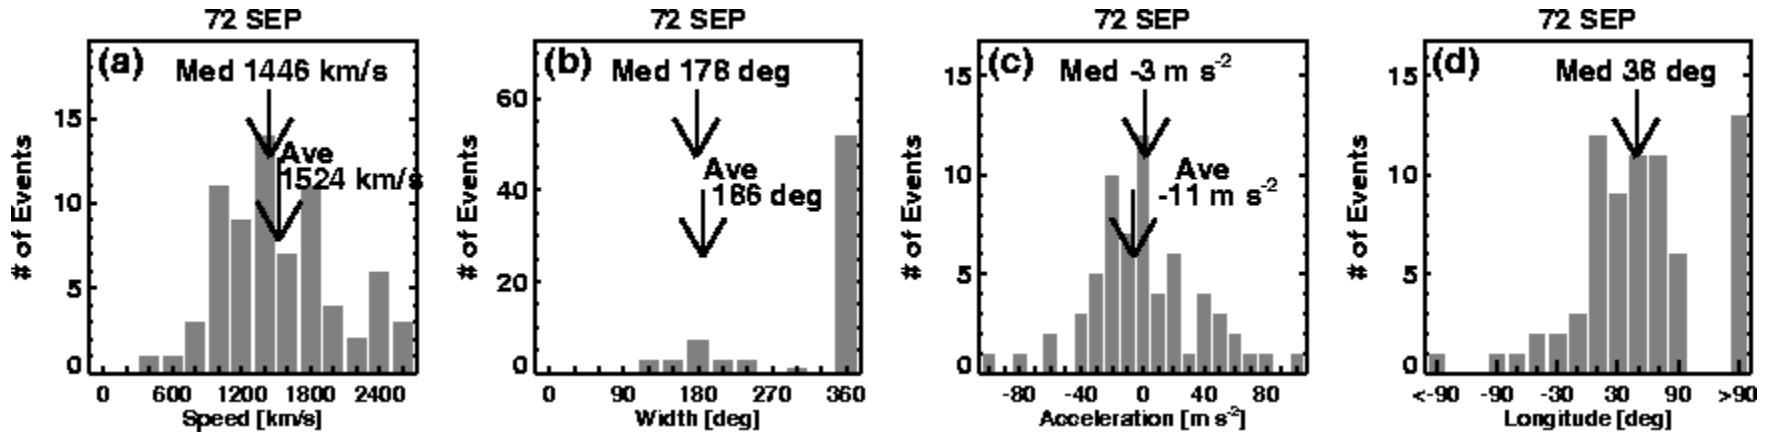 72 SEP
(a)
Med 1446 km/s
Ave
1524 km/s
15
10
5
0
# of Events
0 600 1200 1800 2400
Speed [km/s]
72 SEP
(b)
Med 178 deg
Ave
186 deg
60
40
20
0
# of Events
0 90 180 270 360
Width [deg]
72 SEP
(c)
Med -3 m s-2
Ave
-11 m s-2
15
10
5
0
# of Events
-80 -40 0 40 80
Acceleration [m s-2]
72 SEP
(d)
Med 38 deg
15
10
5
0
# of Events
<-90 -90 -30 30 90 >90
Longitude [deg]